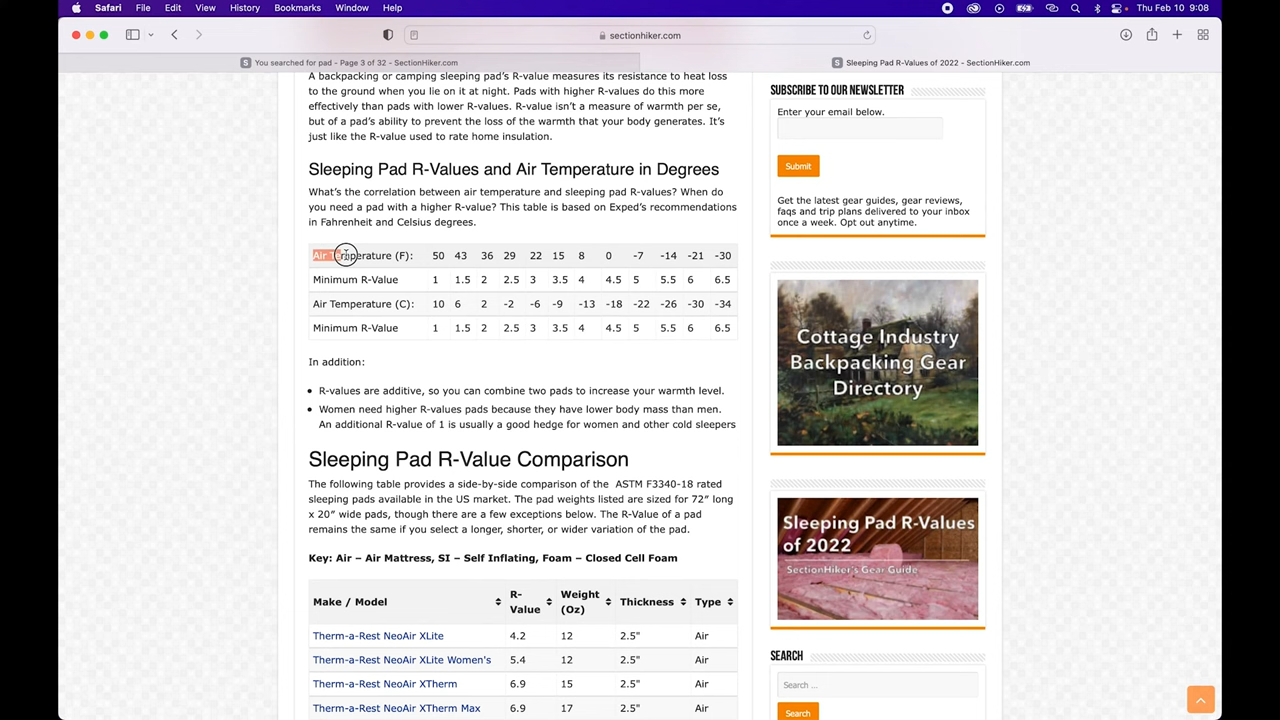 Safari File Edit View History Bookmarks Window Help Thu Feb 10 9:08
sectionhiker.com
S You searched for pad - Page 3 of 32 - SectionHiker.com
S Sleeping Pad R-Values of 2022 - SectionHiker.com
A backpacking or camping sleeping pad's R-value measures its resistance to heat loss
to the ground when you lie on it at night. Pads with higher R-values do this more
effectively than pads with lower R-values. R-value isn't a measure of warmth per se,
but of a pad's ability to prevent the loss of the warmth that your body generates. It's
just like the R-value used to rate home insulation.
Sleeping Pad R-Values and Air Temperature in Degrees
What's the correlation between air temperature and sleeping pad R-values? When do
you need a pad with a higher R-value? This table is based on Exped's recommendations
in Fahrenheit and Celsius degrees.
Air Temperature (F): 50 43 36 29 22 15 8 0 -7 -14 -21 -30
Minimum R-Value 1 1.5 2 2.5 3 3.5 4 4.5 5 5.5 6 6.5
Air Temperature (C): 10 6 2 -2 -6 -9 -13 -18 -22 -26 -30 -34
Minimum R-Value 1 1.5 2 2.5 3 3.5 4 4.5 5 5.5 6 6.5
In addition:
• R-values are additive, so you can combine two pads to increase your warmth level.
• Women need higher R-values pads because they have lower body mass than men.
An additional R-value of 1 is usually a good hedge for women and other cold sleepers
Sleeping Pad R-Value Comparison
The following table provides a side-by-side comparison of the ASTM F3340-18 rated
sleeping pads available in the US market. The pad weights listed are sized for 72″ long
x 20″ wide pads, though there are a few exceptions below. The R-Value of a pad
remains the same if you select a longer, shorter, or wider variation of the pad.
Key: Air – Air Mattress, SI – Self Inflating, Foam – Closed Cell Foam
Make / Model R-Value Weight (Oz) Thickness Type
Therm-a-Rest NeoAir XLite 4.2 12 2.5" Air
Therm-a-Rest NeoAir XLite Women's 5.4 12 2.5" Air
Therm-a-Rest NeoAir XTherm 6.9 15 2.5" Air
Therm-a-Rest NeoAir XTherm Max 6.9 17 2.5" Air
SUBSCRIBE TO OUR NEWSLETTER
Enter your email below.
Submit
Get the latest gear guides, gear reviews,
faqs and trip plans delivered to your inbox
once a week. Opt out anytime.
Cottage Industry
Backpacking Gear
Directory
Sleeping Pad R-Values
of 2022
SectionHiker's Gear Guide
SEARCH
Search ...
Search